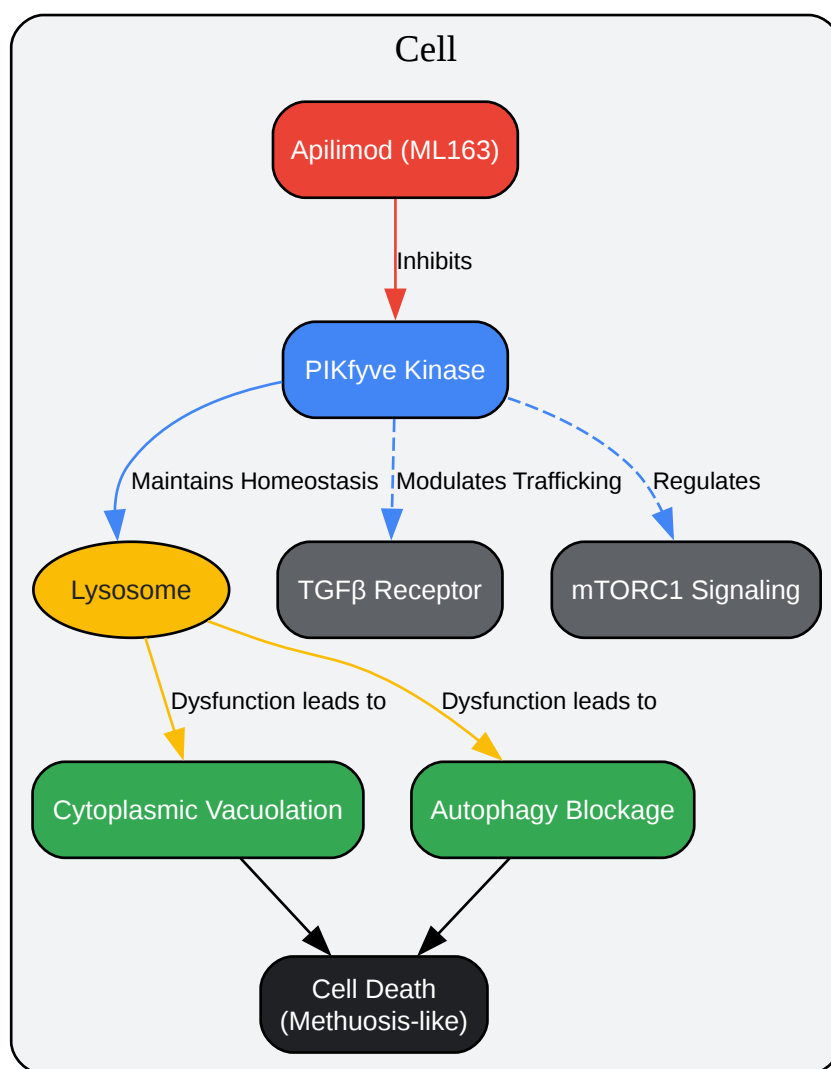 Cell
Apilimod (ML163)
Inhibits
PIKfyve Kinase
Maintains Homeostasis
Modulates Trafficking
Regulates
Lysosome
TGFβ Receptor
mTORC1 Signaling
Dysfunction leads to
Dysfunction leads to
Cytoplasmic Vacuolation
Autophagy Blockage
Cell Death
(Methuosis-like)